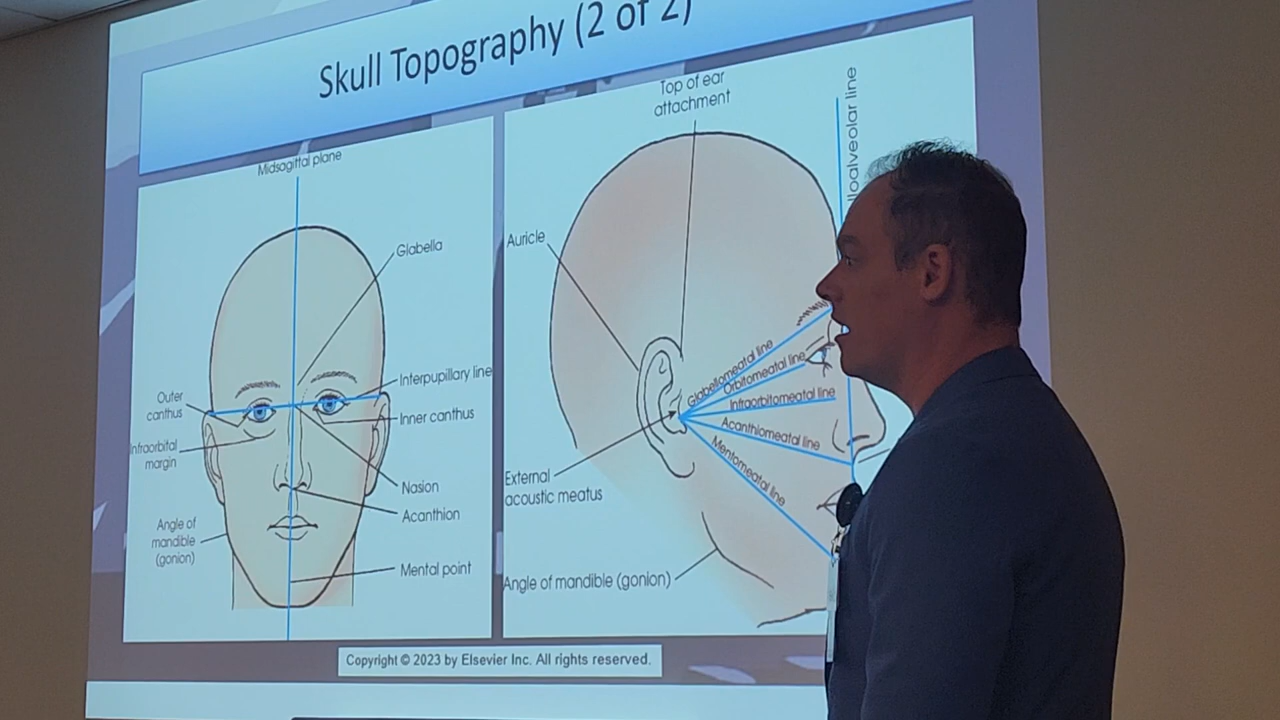 Skull Topography (2 of 2)
Midsagittal plane
Glabella
Outer
canthus
Interpupillary line
Inner canthus
Infraorbital
margin
Nasion
Acanthion
Angle of
mandible
(gonion)
Mental point
Top of ear
attachment
lloalveolar line
Auricle
Glabellomeatal line
Orbitomeatal line
Infraorbitomeatal line
Acanthiomeatal line
Mentomeatal line
External
acoustic meatus
Angle of mandible (gonion)
Copyright © 2023 by Elsevier Inc. All rights reserved.